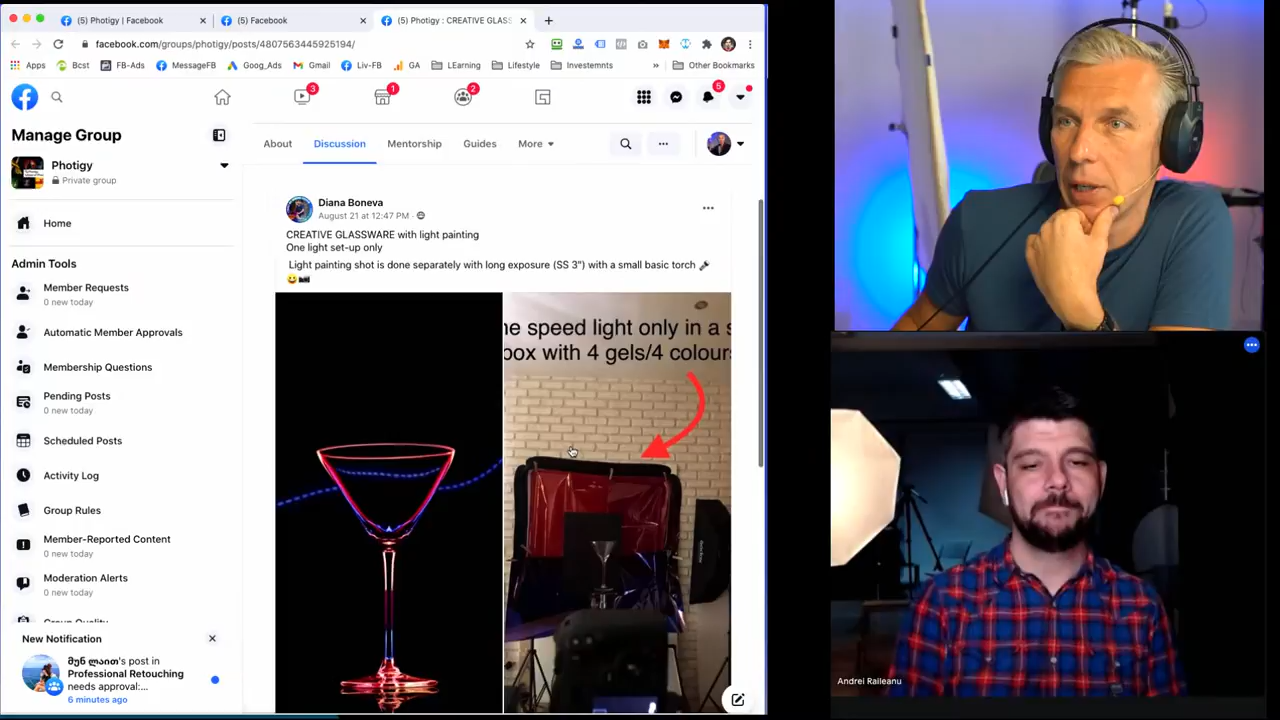 (5) Photigy | Facebook
(5) Facebook
(5) Photigy : CREATIVE GLASS
facebook.com/groups/photigy/posts/4807563445925194/
Apps
Bcst
FB-Ads
MessageFB
Goog_Ads
Gmail
Liv-FB
GA
LEarning
Lifestyle
Investemnts
»
Other Bookmarks
3
1
2
5
Manage Group
Photigy
Private group
Home
Admin Tools
Member Requests
0 new today
Automatic Member Approvals
Membership Questions
Pending Posts
0 new today
Scheduled Posts
Activity Log
Group Rules
Member-Reported Content
0 new today
Moderation Alerts
0 new today
Group Quality
New Notification
მუნ ლაით's post in
Professional Retouching
needs approval:...
6 minutes ago
About
Discussion
Mentorship
Guides
More
Diana Boneva
August 21 at 12:47 PM ·
CREATIVE GLASSWARE with light painting
One light set-up only
Light painting shot is done separately with long exposure (SS 3") with a small basic torch
ne speed light only in a s
box with 4 gels/4 colours
Andrei Raileanu